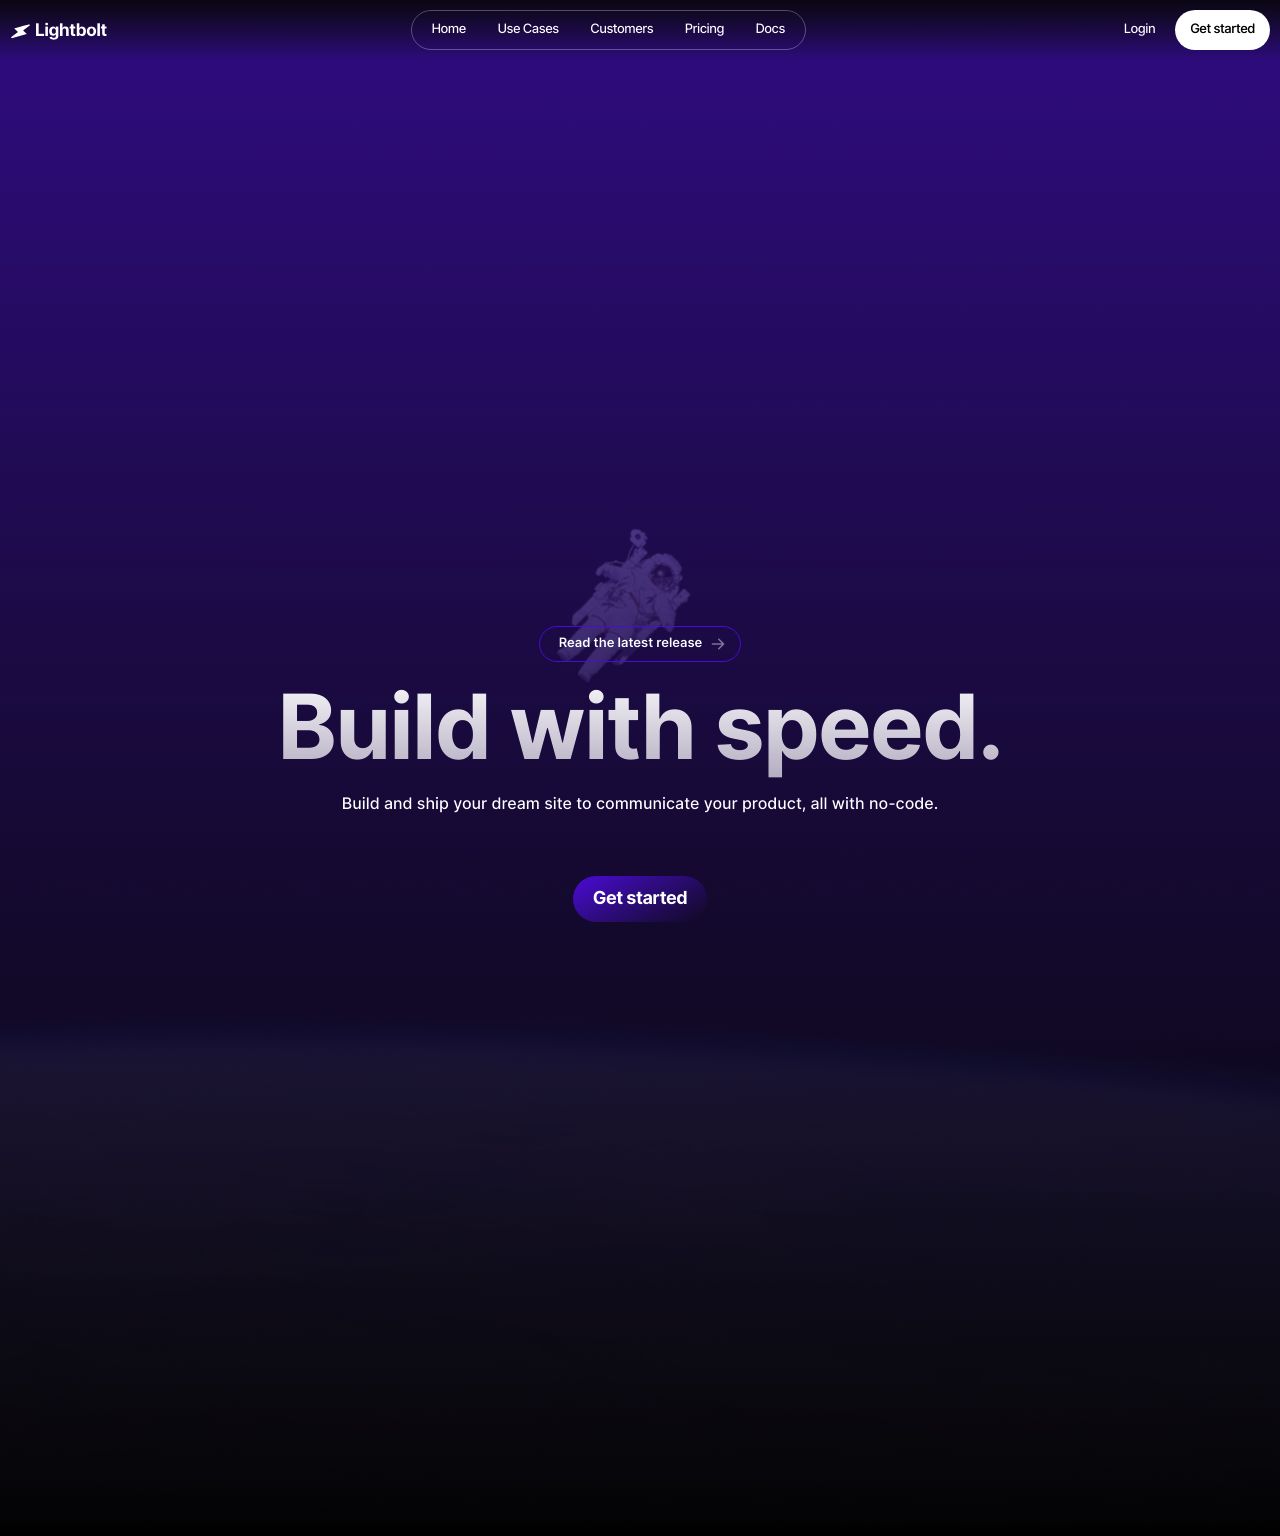 Lightbolt
Home Use Cases Customers Pricing Docs
Login Get started
Read the latest release
Build with speed.
Build and ship your dream site to communicate your product, all with no-code.
Get started